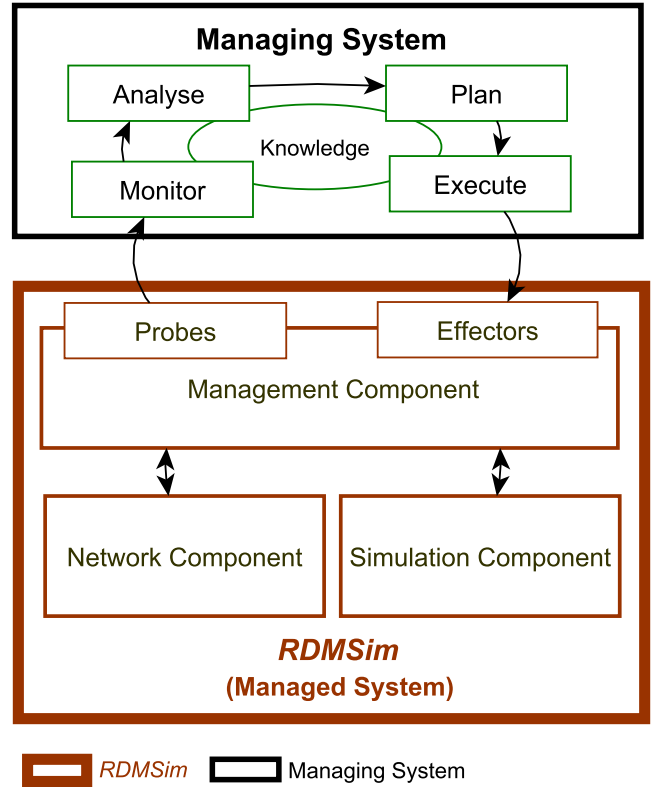 Managing System
Analyse
Plan
Knowledge
Monitor
Execute
Probes
Effectors
Management Component
Network Component
Simulation Component
RDMSim
(Managed System)
RDMSim
Managing System